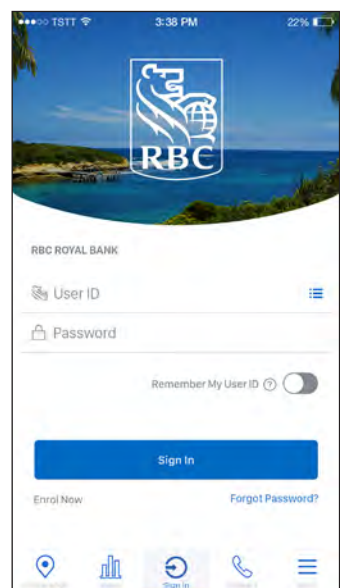 TSTT 3:38 PM 22%
RBC
RBC ROYAL BANK
User ID
Password
Remember My User ID ?
Sign In
Enrol Now Forgot Password?
Sign In